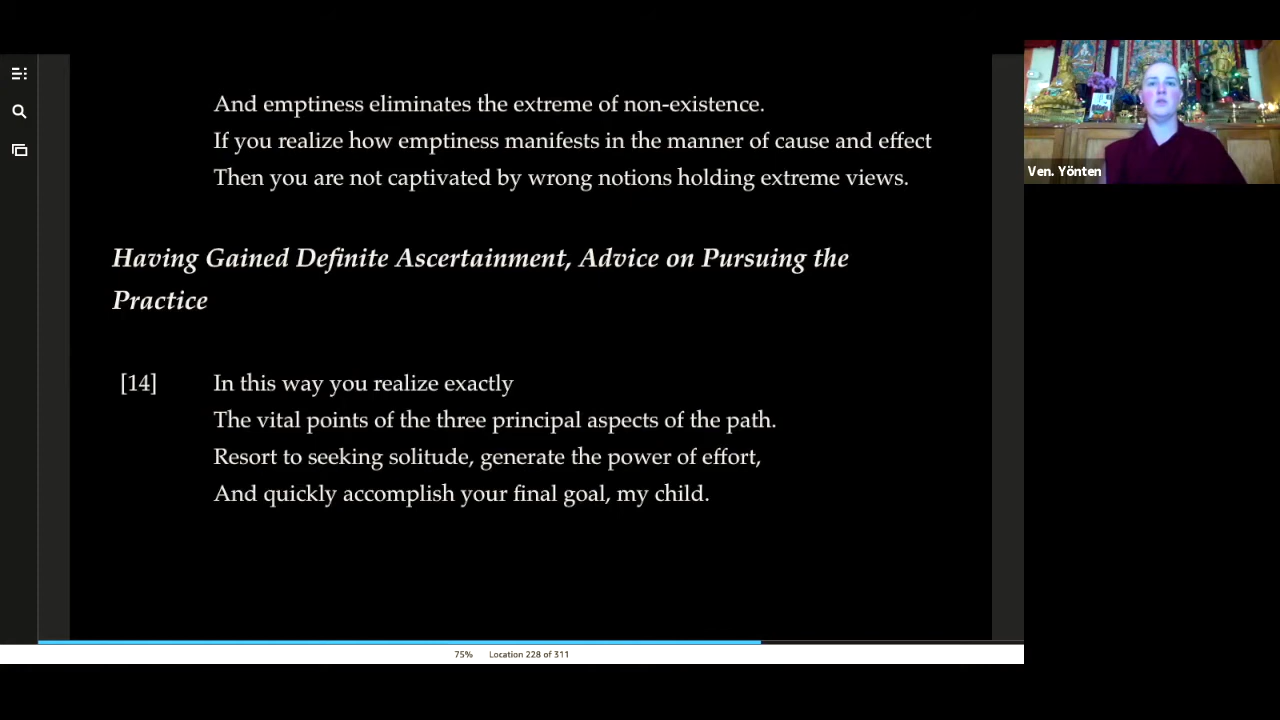 And emptiness eliminates the extreme of non-existence.
If you realize how emptiness manifests in the manner of cause and effect
Then you are not captivated by wrong notions holding extreme views.
Having Gained Definite Ascertainment, Advice on Pursuing the
Practice
[14] In this way you realize exactly
The vital points of the three principal aspects of the path.
Resort to seeking solitude, generate the power of effort,
And quickly accomplish your final goal, my child.
75% Location 228 of 311
Ven. Yönten